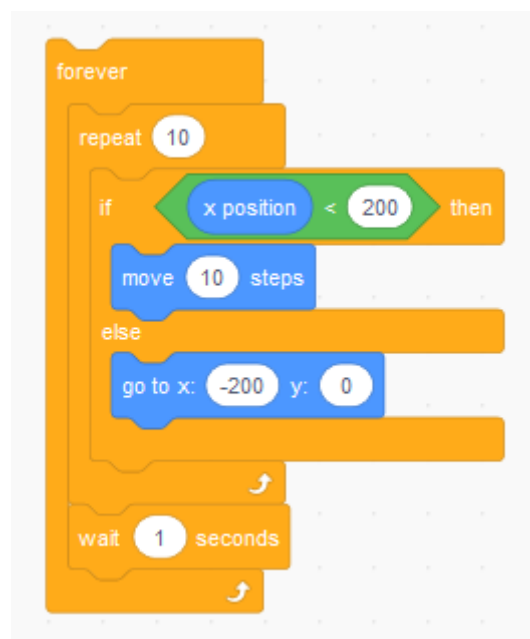 forever
repeat 10
if x position < 200 then
move 10 steps
else
go to x: -200 y: 0
wait 1 seconds